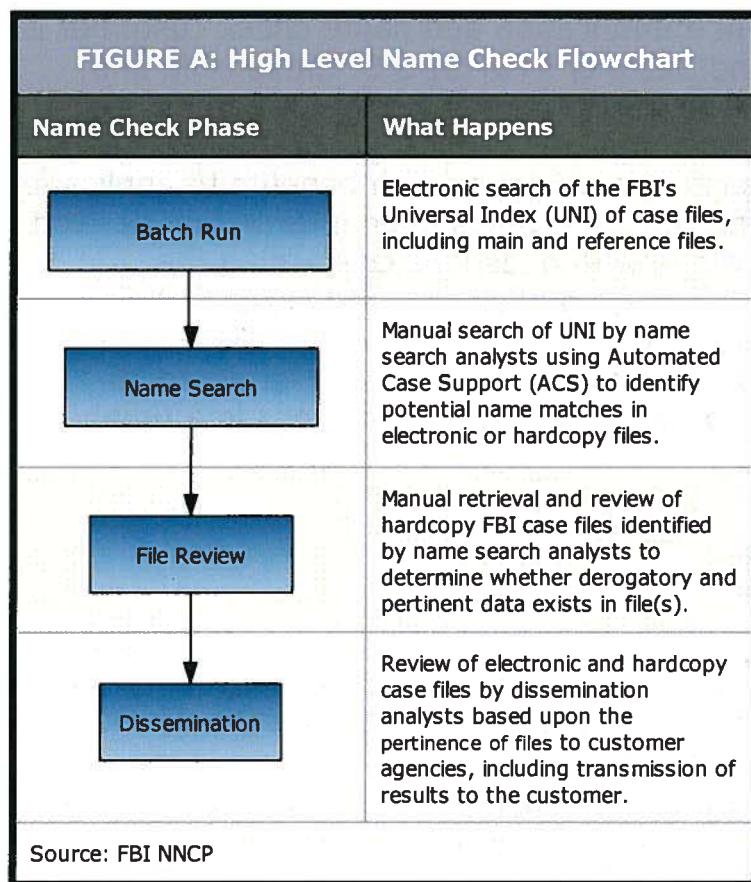 FIGURE A: High Level Name Check Flowchart
Name Check Phase
What Happens
Batch Run
Electronic search of the FBI's
Universal Index (UNI) of case files,
including main and reference files.
Name Search
Manual search of UNI by name
search analysts using Automated
Case Support (ACS) to identify
potential name matches in
electronic or hardcopy files.
File Review
Manual retrieval and review of
hardcopy FBI case files identified
by name search analysts to
determine whether derogatory and
pertinent data exists in file(s).
Dissemination
Review of electronic and hardcopy
case files by dissemination
analysts based upon the
pertinence of files to customer
agencies, including transmission of
results to the customer.
Source: FBI NNCP